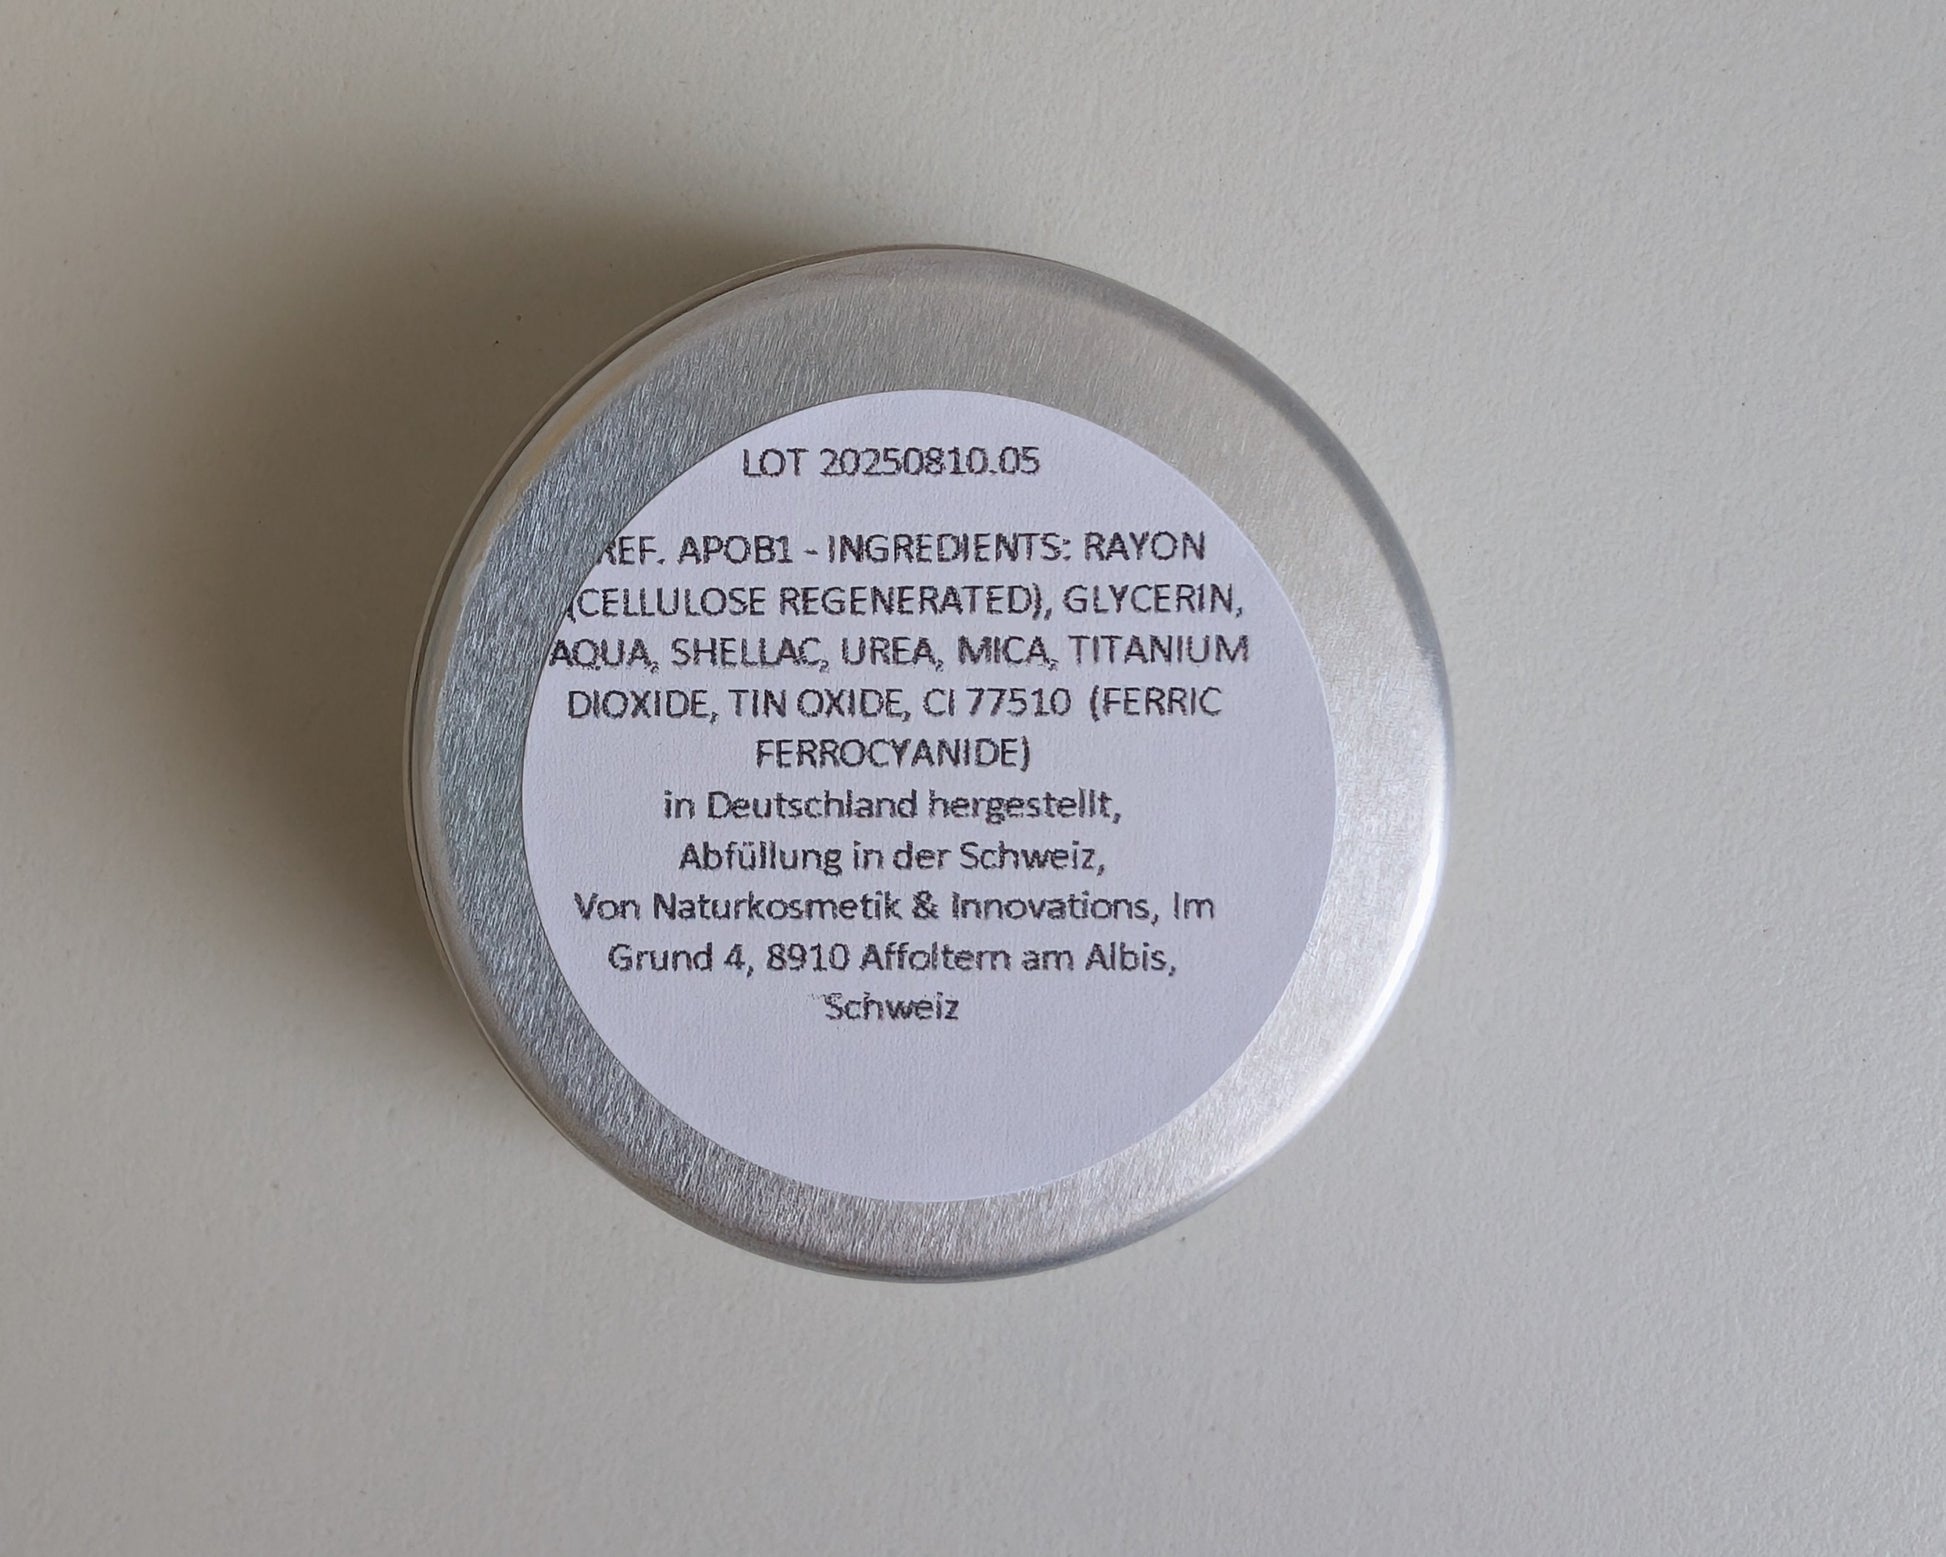 LOT 20250810.05
REF. APOB1 - INGREDIENTS: RAYON
(CELLULOSE REGENERATED), GLYCERIN,
AQUA, SHELLAC, UREA, MICA, TITANIUM
DIOXIDE, TIN OXIDE, CI 77510 (FERRIC
FERROCYANIDE)
in Deutschland hergestellt,
Abfüllung in der Schweiz,
Von Naturkosmetik & Innovations, Im
Grund 4, 8910 Affoltern am Albis,
Schweiz